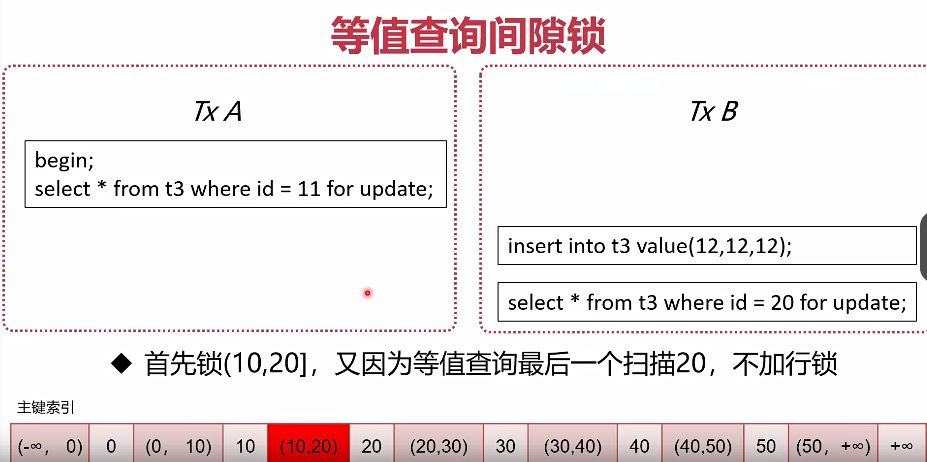 等值查询间隙锁
Tx A
begin;
select * from t3 where id = 11 for update;
Tx B
insert into t3 value(12,12,12);
select * from t3 where id = 20 for update;
◆ 首先锁(10,20]，又因为等值查询最后一个扫描20，不加行锁
主键索引
(-∞， 0) 0 (0，10) 10 (10,20) 20 (20,30) 30 (30,40) 40 (40,50) 50 (50，+∞) +∞